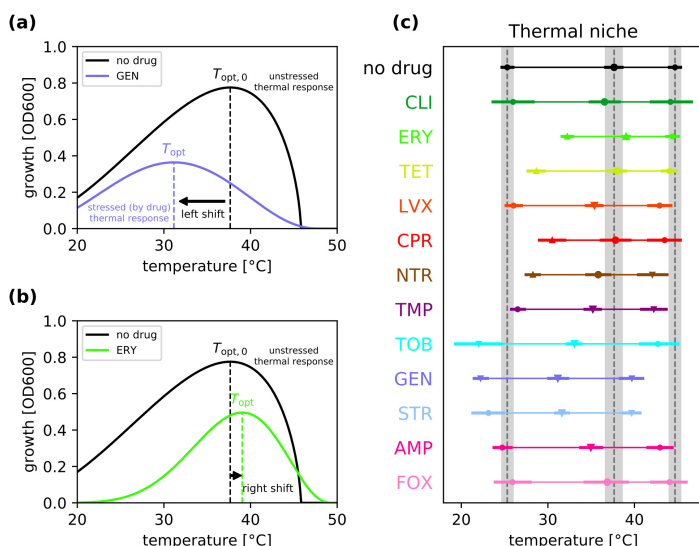 (a)
growth [OD600]
1.0
0.8
0.6
0.4
0.2
0.0
no drug
GEN
Topt, 0
unstressed
thermal response
Topt
stressed (by drug)
thermal response
left shift
20
30
40
50
temperature [°C]
(b)
growth [OD600]
1.0
0.8
0.6
0.4
0.2
0.0
no drug
ERY
Topt, 0
unstressed
thermal response
Topt
right shift
20
30
40
50
temperature [°C]
(c)
Thermal niche
no drug
CLI
ERY
TET
LVX
CPR
NTR
TMP
TOB
GEN
STR
AMP
FOX
20
30
40
temperature [°C]